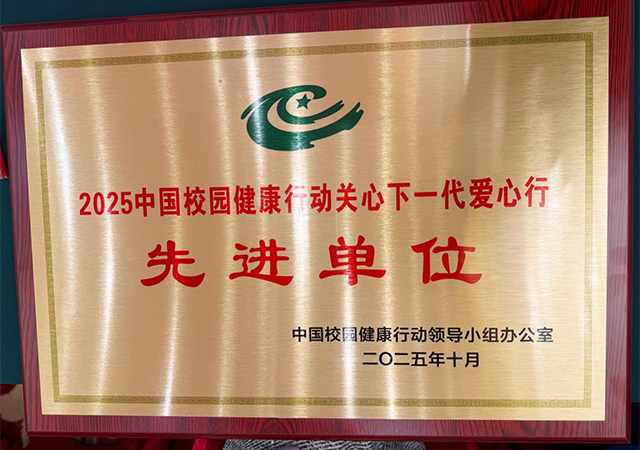 2025中国校园健康行动关心下一代爱心行
先进单位
中国校园健康行动领导小组办公室
二〇二五年十月